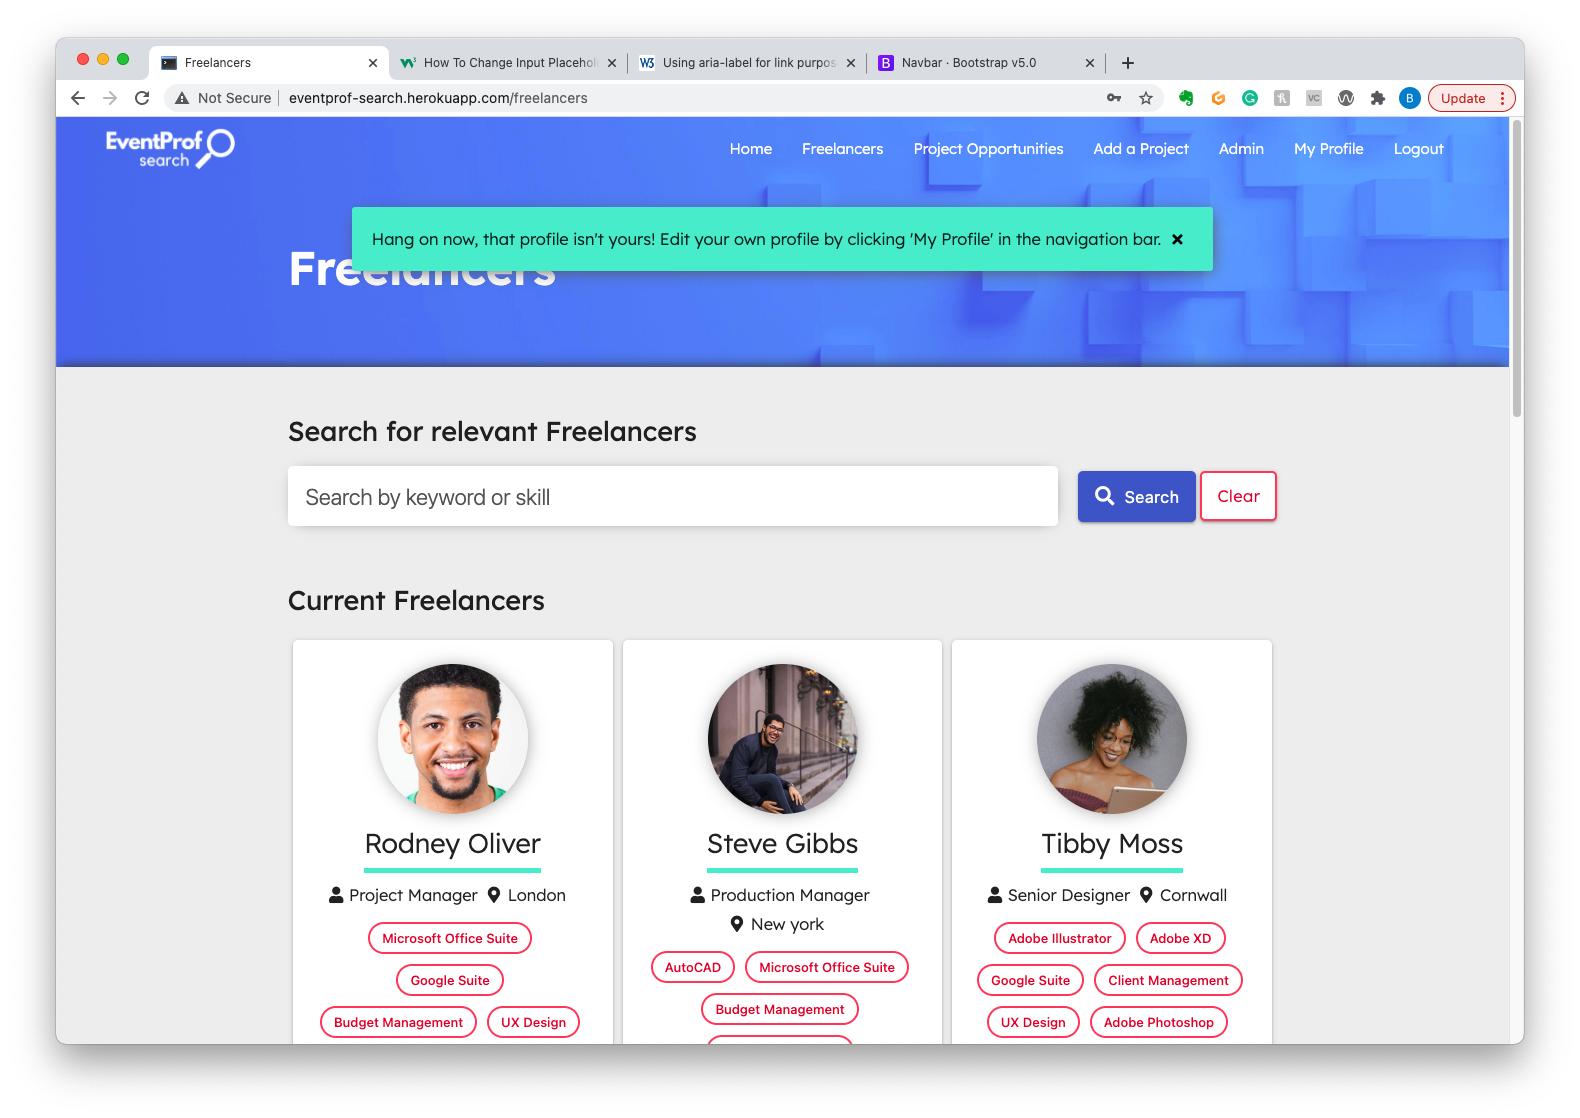 Freelancers
How To Change Input Placehol
Using aria-label for link purpos
Navbar · Bootstrap v5.0
Not Secure
eventprof-search.herokuapp.com/freelancers
B
Update
EventProf
search
Home
Freelancers
Project Opportunities
Add a Project
Admin
My Profile
Logout
Hang on now, that profile isn't yours! Edit your own profile by clicking 'My Profile' in the navigation bar.
Freelancers
Search for relevant Freelancers
Search by keyword or skill
Search
Clear
Current Freelancers
Rodney Oliver
Project Manager London
Microsoft Office Suite
Google Suite
Budget Management UX Design
Steve Gibbs
Production Manager
New york
AutoCAD Microsoft Office Suite
Budget Management
Tibby Moss
Senior Designer Cornwall
Adobe Illustrator Adobe XD
Google Suite Client Management
UX Design Adobe Photoshop